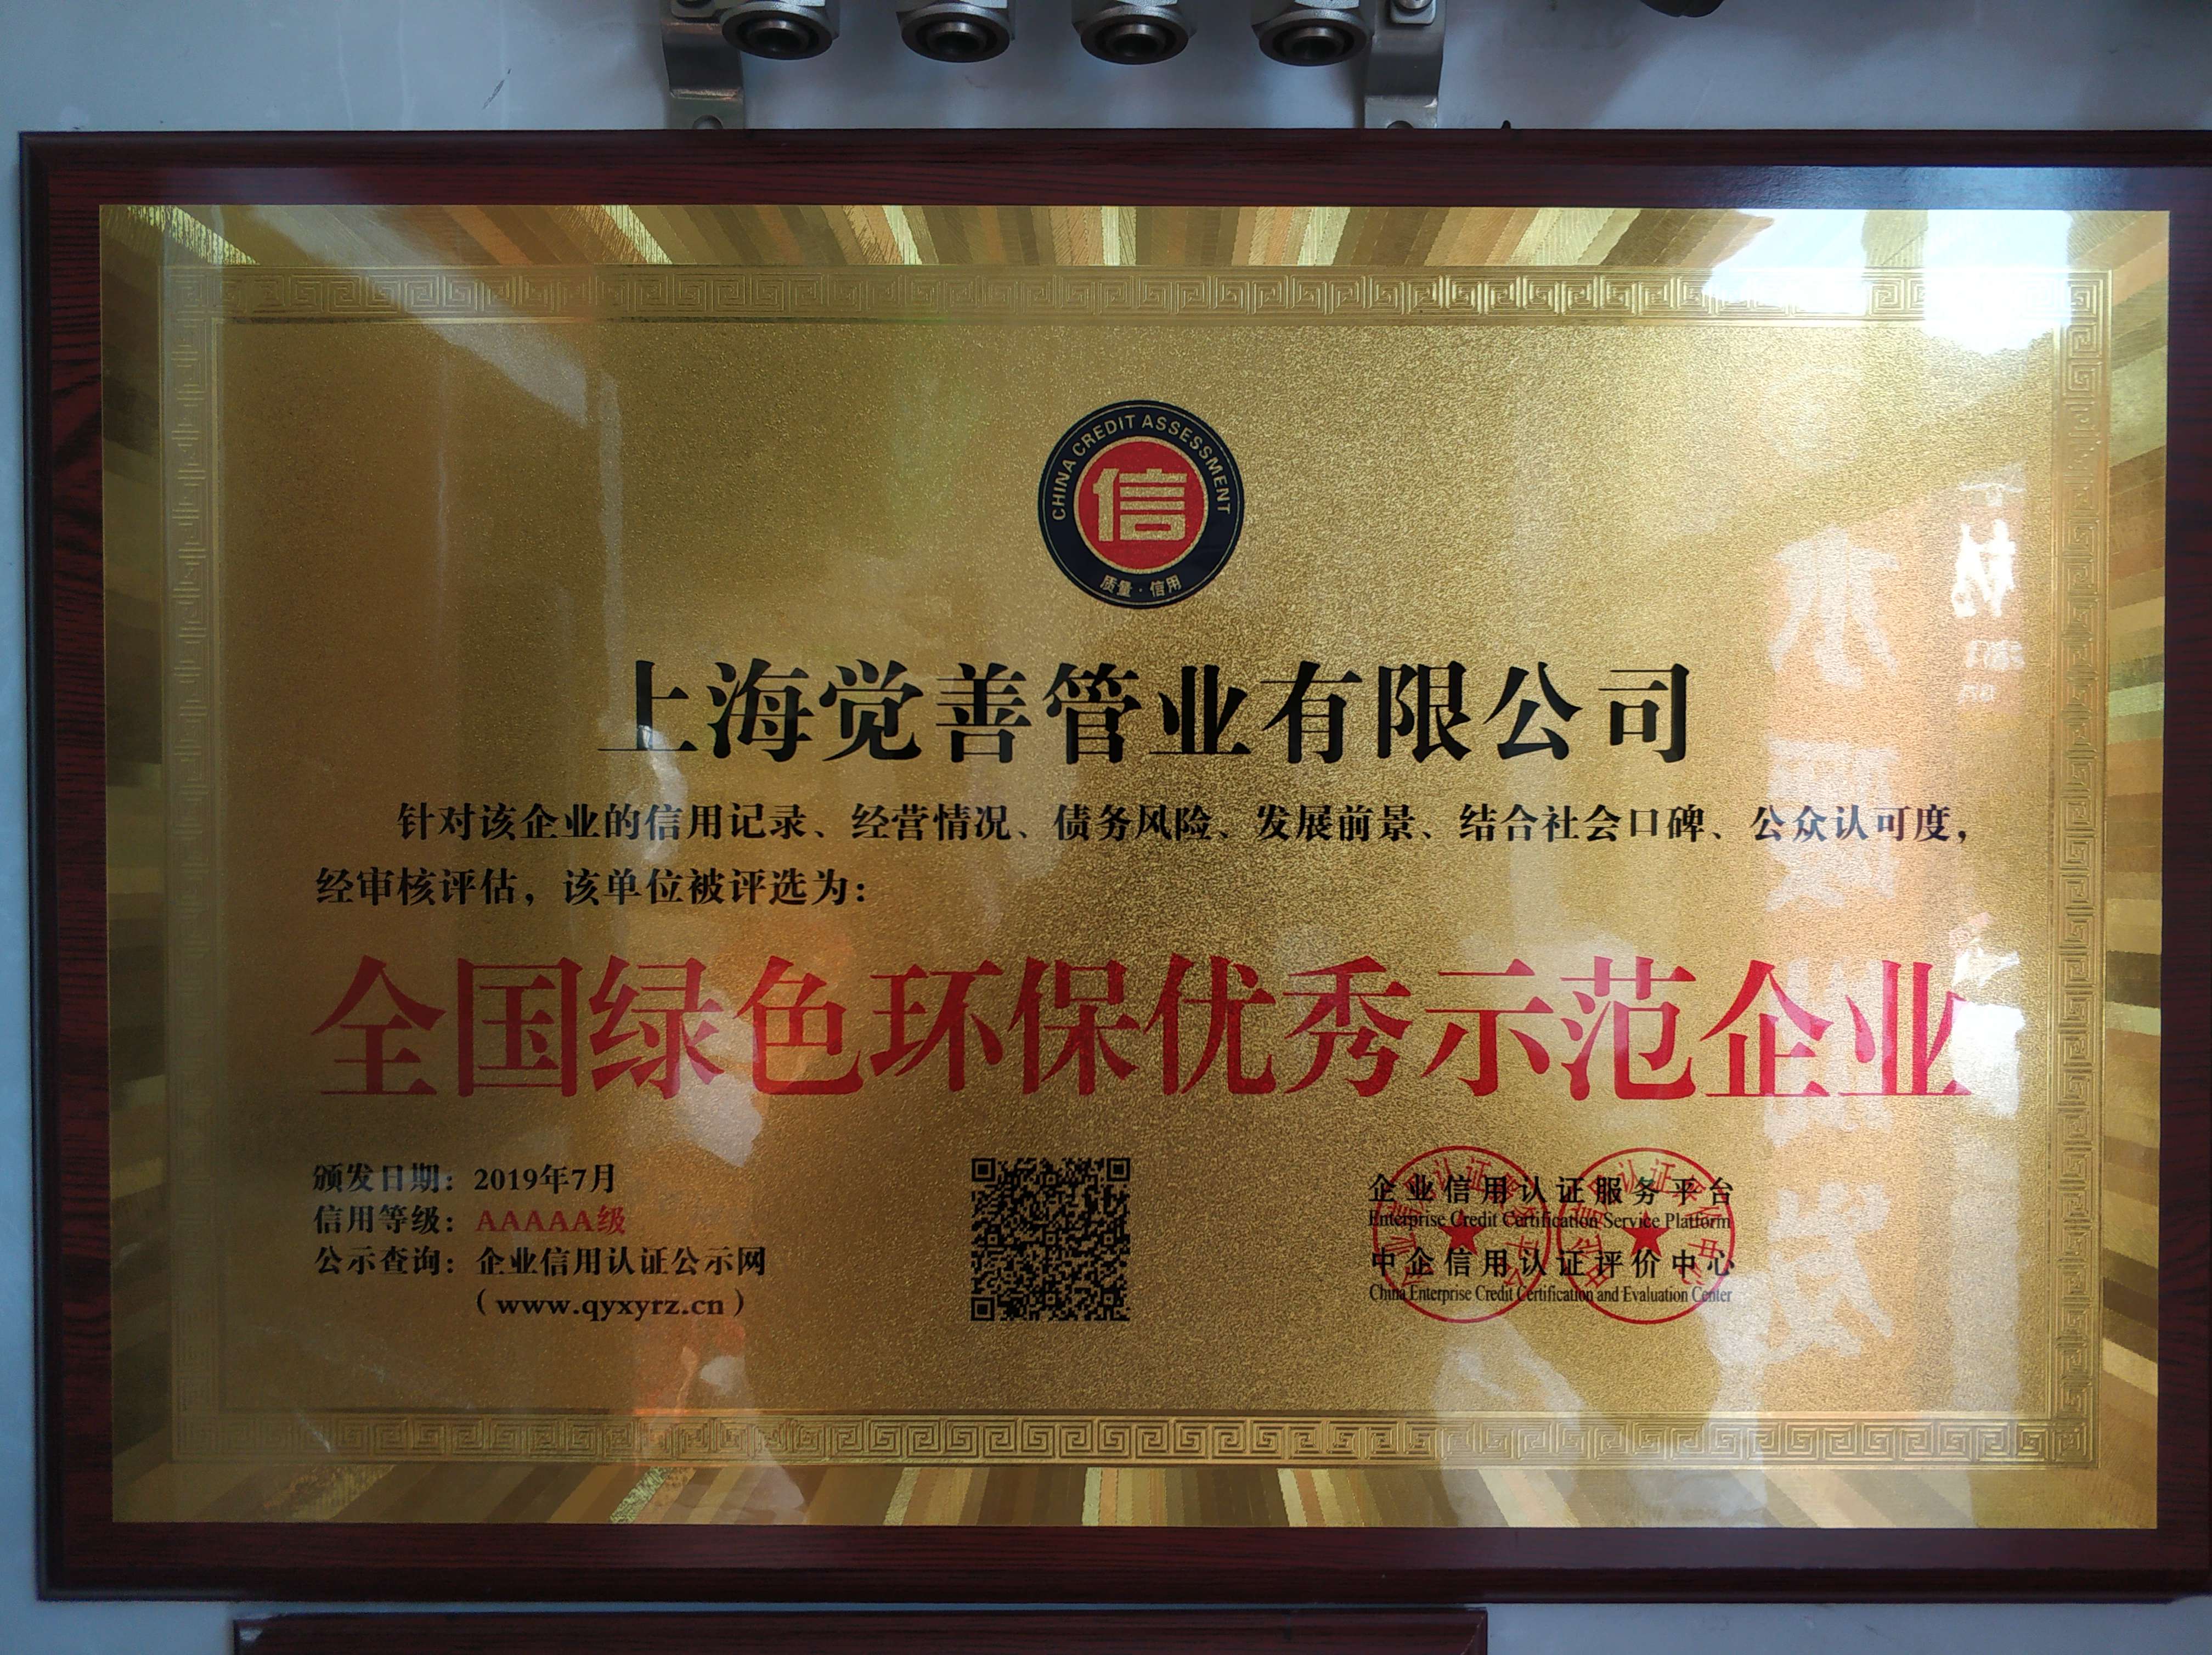 CHINA CREDIT ASSESSMENT
信
质量·信用
上海觉善管业有限公司
针对该企业的信用记录、经营情况、债务风险、发展前景、结合社会口碑、公众认可度，
经审核评估，该单位被评选为：
全国绿色环保优秀示范企业
颁发日期：2019年7月
信用等级：AAAAA级
公示查询：企业信用认证公示网
（www.qyxyrz.cn）
企业信用认证服务平台
Enterprise Credit Certification Service Platform
中企信用认证评价中心
China Enterprise Credit Certification and Evaluation Center